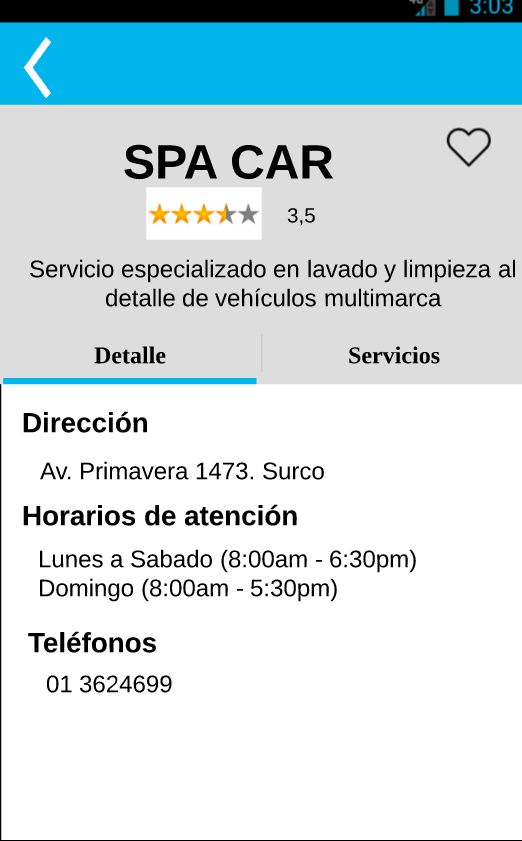 3:03
SPA CAR
3,5
Servicio especializado en lavado y limpieza al
detalle de vehículos multimarca
Detalle
Servicios
Dirección
Av. Primavera 1473. Surco
Horarios de atención
Lunes a Sabado (8:00am - 6:30pm)
Domingo (8:00am - 5:30pm)
Teléfonos
01 3624699